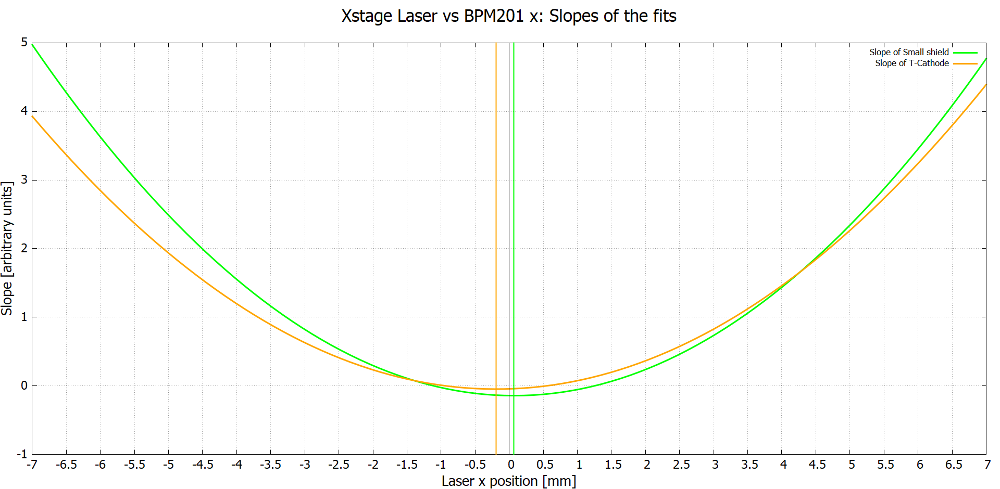 Xstage Laser vs BPM201 x: Slopes of the fits
Slope of Small shield
Slope of T-Cathode
5
4
3
2
1
0
-1
Slope [arbitrary units]
-7 -6.5 -6 -5.5 -5 -4.5 -4 -3.5 -3 -2.5 -2 -1.5 -1 -0.5 0 0.5 1 1.5 2 2.5 3 3.5 4 4.5 5 5.5 6 6.5 7
Laser x position [mm]